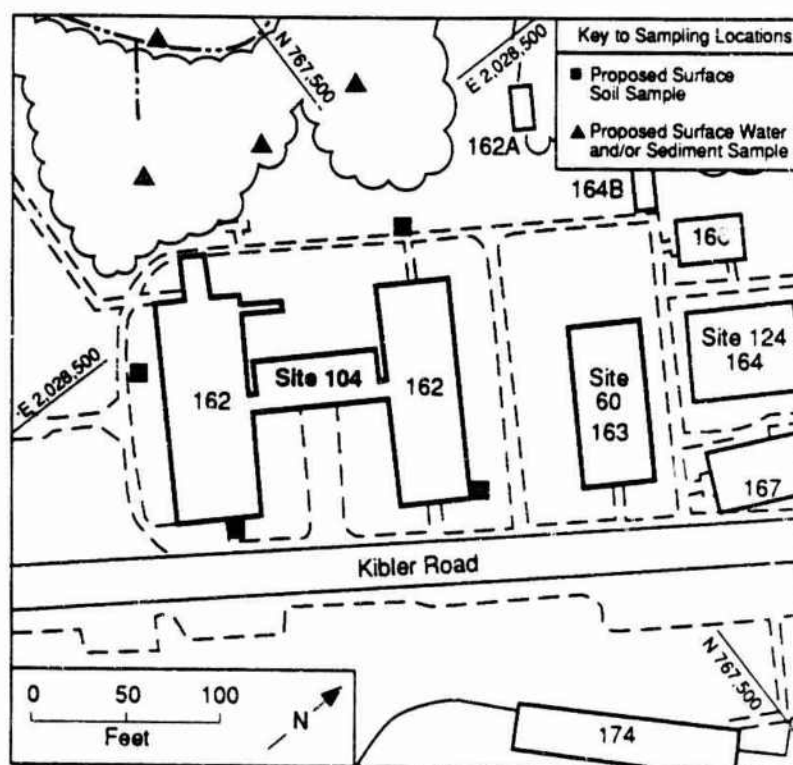 N 767,500
E 2,028,500
Key to Sampling Locations
Proposed Surface
Soil Sample
Proposed Surface Water
and/or Sediment Sample
162A
164B
166
Site 124
164
E 2,028,500
162
Site 104
162
Site
60
163
167
Kibler Road
N 767,500
0 50 100
Feet
N
174